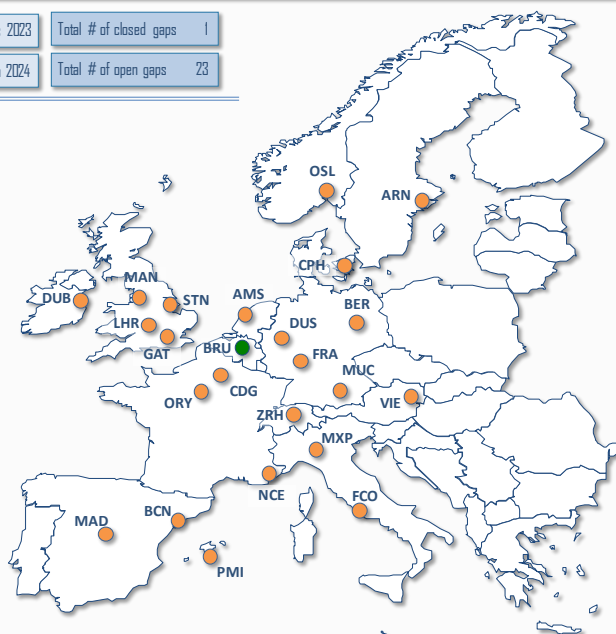 2023 Total # of closed gaps 1
2024 Total # of open gaps 23
OSL
ARN
CPH
MAN
DUB
STN
AMS
BER
LHR
DUS
GAT
BRU
FRA
MUC
CDG
ORY
VIE
ZRH
MXP
NCE
FCO
BCN
MAD
PMI